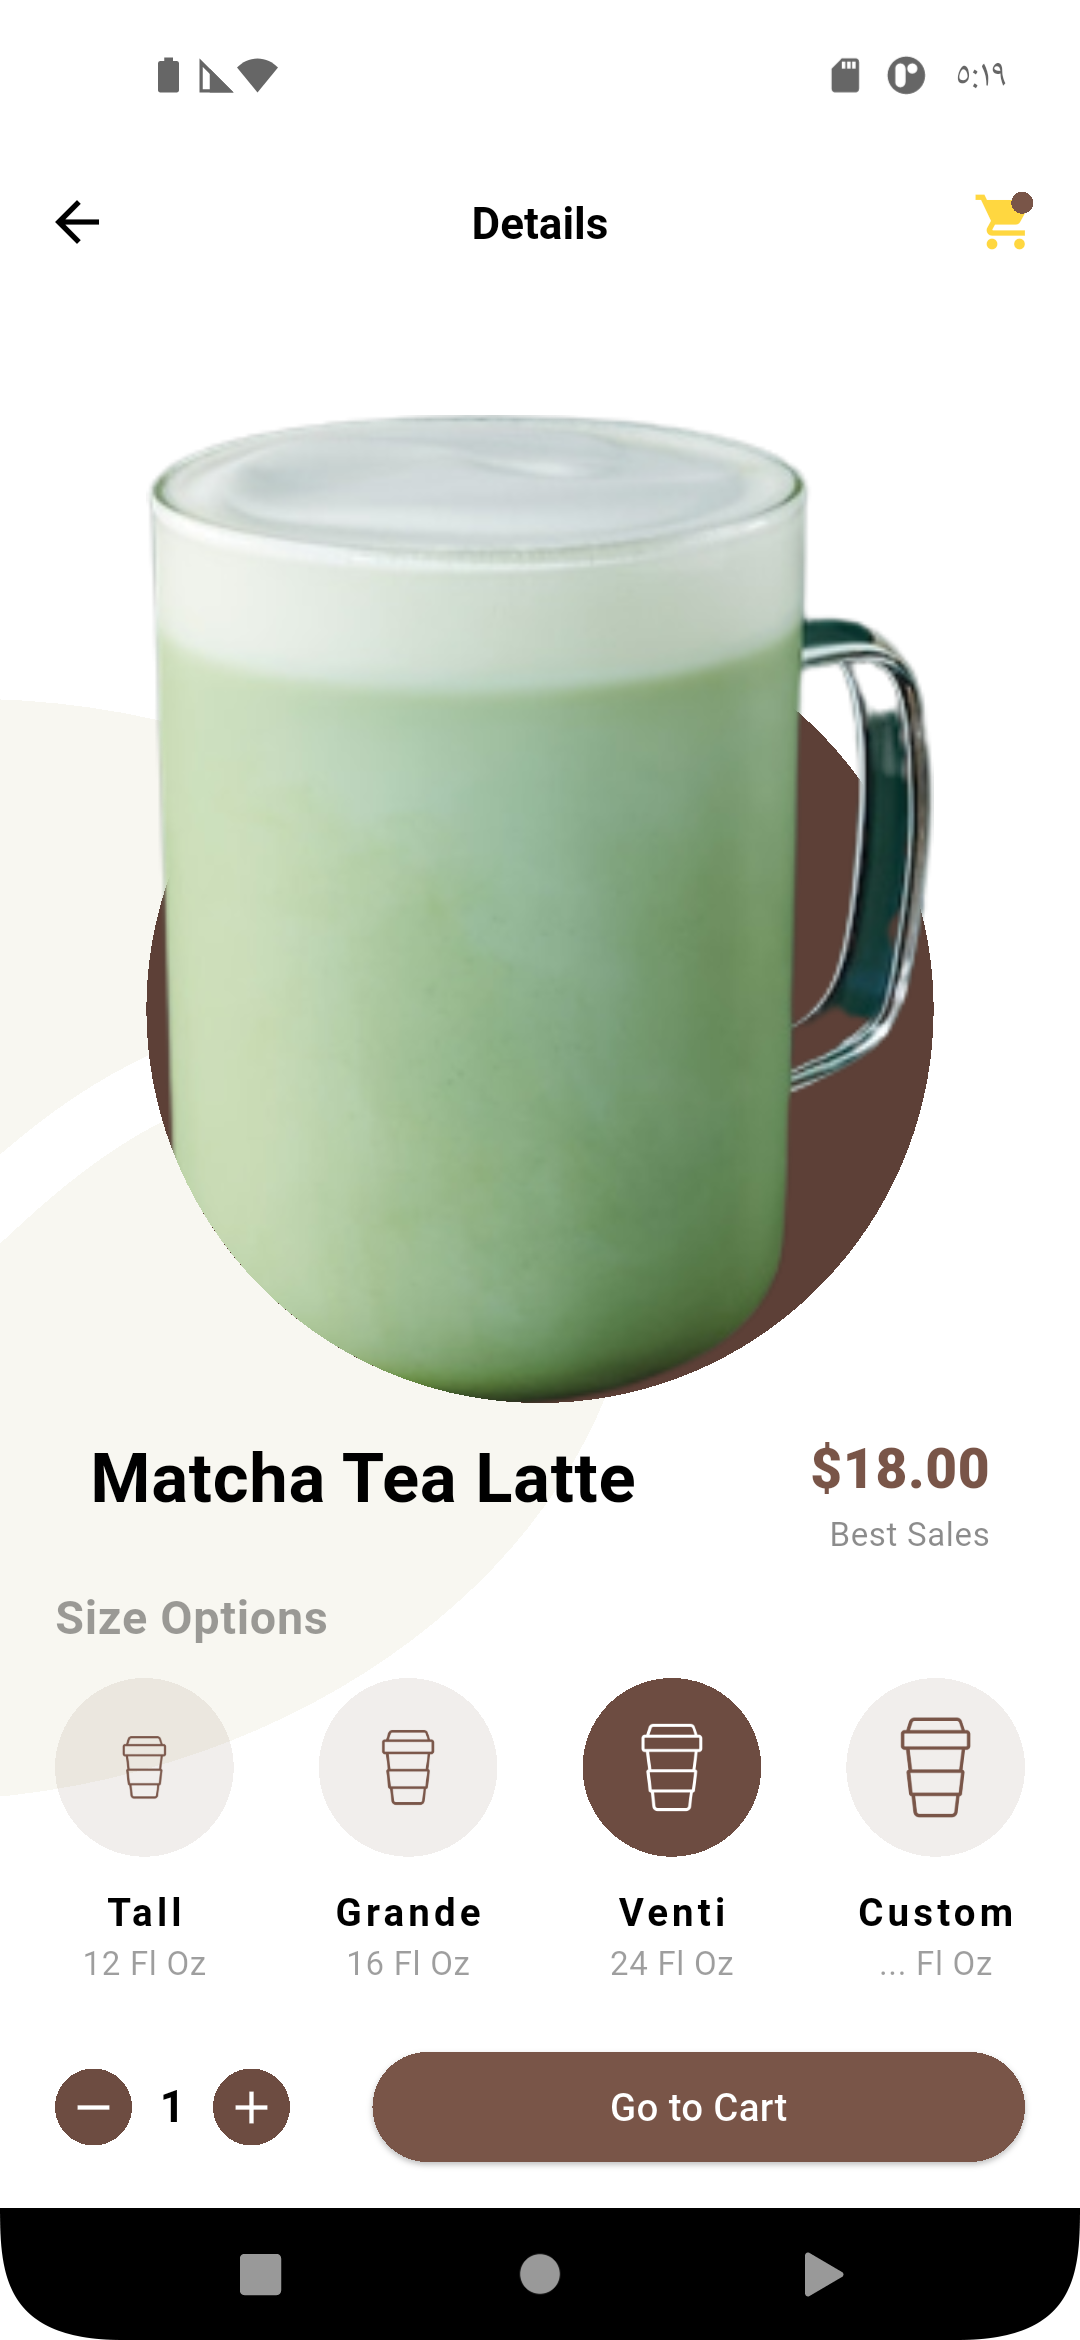 ٥:١٩
Details
Matcha Tea Latte
$18.00
Best Sales
Size Options
Tall
Grande
Venti
Custom
12 Fl Oz
16 Fl Oz
24 Fl Oz
... Fl Oz
1
Go to Cart